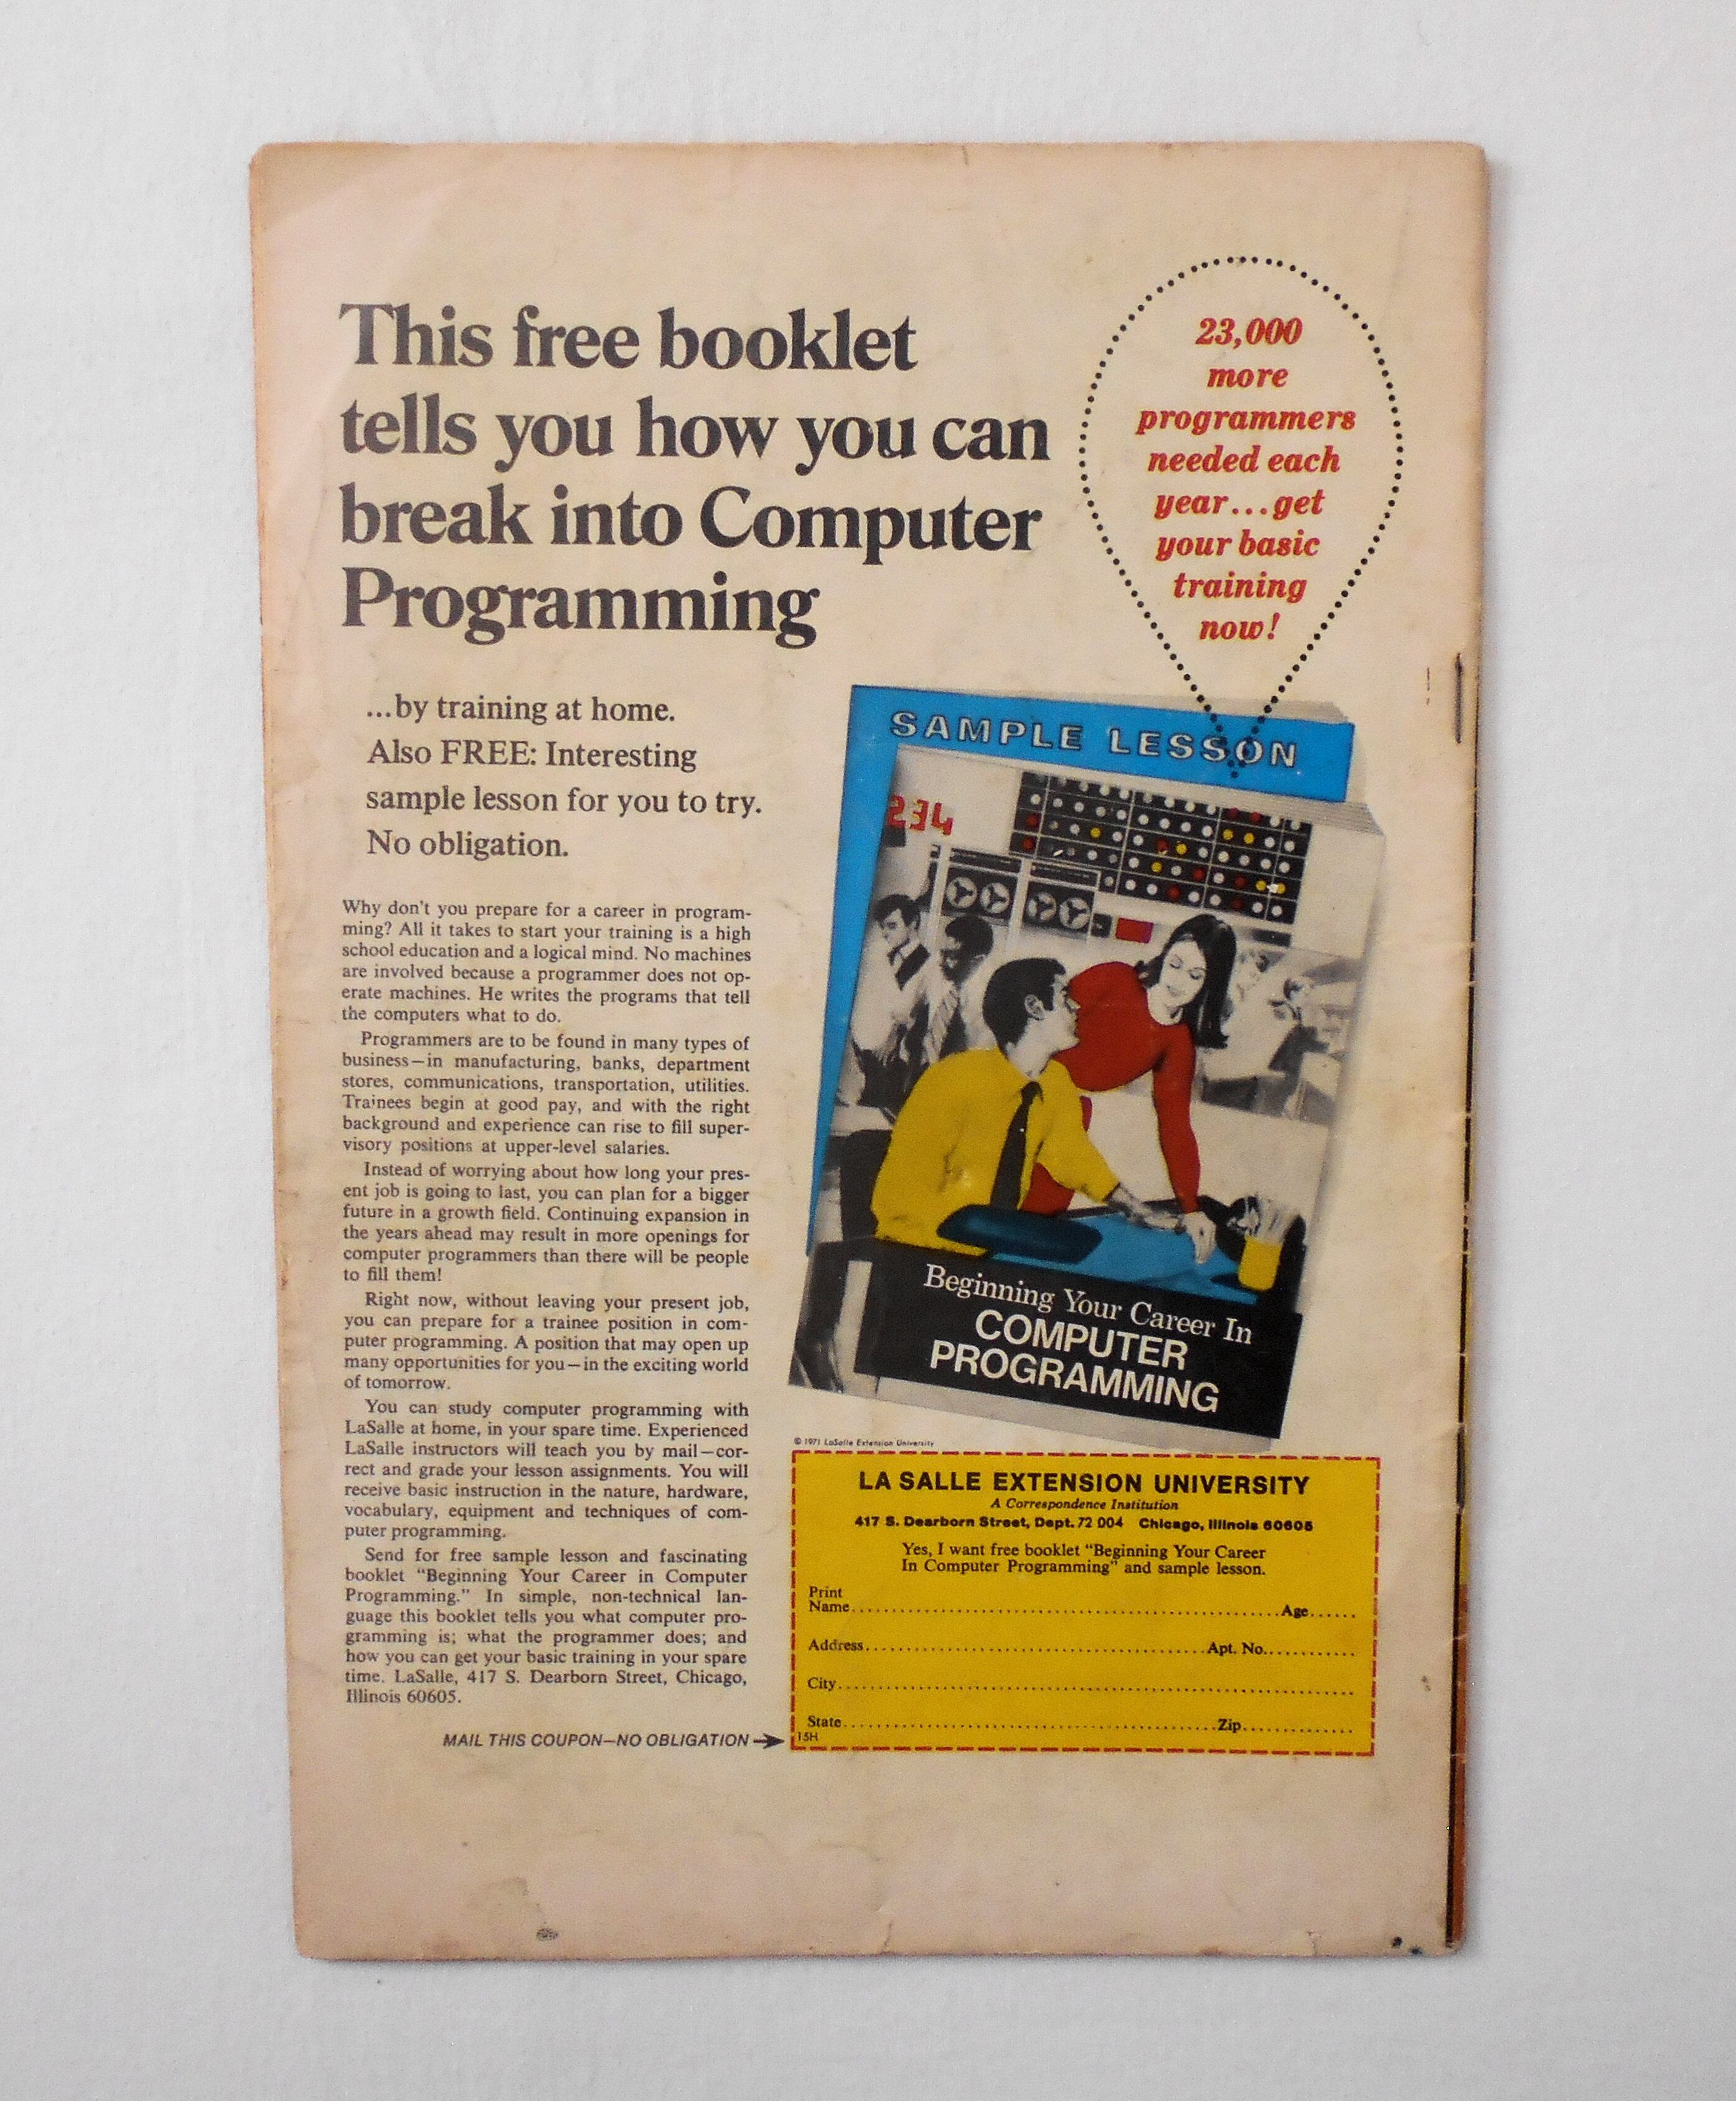 This free booklet
tells you how you can
break into Computer
Programming
23,000
more
programmers
needed each
year...get
your basic
training
now!
...by training at home.
Also FREE: Interesting
sample lesson for you to try.
No obligation.
Why don't you prepare for a career in program-
ming? All it takes to start your training is a high
school education and a logical mind. No machines
are involved because a programmer does not op-
erate machines. He writes the programs that tell
the computers what to do.
Programmers are to be found in many types of
business—in manufacturing, banks, department
stores, communications, transportation, utilities.
Trainees begin at good pay, and with the right
background and experience can rise to fill super-
visory positions at upper-level salaries.
Instead of worrying about how long your pres-
ent job is going to last, you can plan for a bigger
future in a growth field. Continuing expansion in
the years ahead may result in more openings for
computer programmers than there will be people
to fill them!
Right now, without leaving your present job,
you can prepare for a trainee position in com-
puter programming. A position that may open up
many opportunities for you—in the exciting world
of tomorrow.
You can study computer programming with
LaSalle at home, in your spare time. Experienced
LaSalle instructors will teach you by mail—cor-
rect and grade your lesson assignments. You will
receive basic instruction in the nature, hardware,
vocabulary, equipment and techniques of com-
puter programming.
Send for free sample lesson and fascinating
booklet “Beginning Your Career in Computer
Programming.” In simple, non-technical lan-
guage this booklet tells you what computer pro-
gramming is; what the programmer does; and
how you can get your basic training in your spare
time. LaSalle, 417 S. Dearborn Street, Chicago,
Illinois 60605.
MAIL THIS COUPON—NO OBLIGATION
SAMPLE LESSON
234
Beginning Your Career In
COMPUTER
PROGRAMMING
© 1971 LaSalle Extension University
LA SALLE EXTENSION UNIVERSITY
A Correspondence Institution
417 S. Dearborn Street, Dept. 72 004 Chicago, Illinois 60605
Yes, I want free booklet “Beginning Your Career
In Computer Programming” and sample lesson.
Print
Name Age
Address Apt. No.
City
State Zip
15H